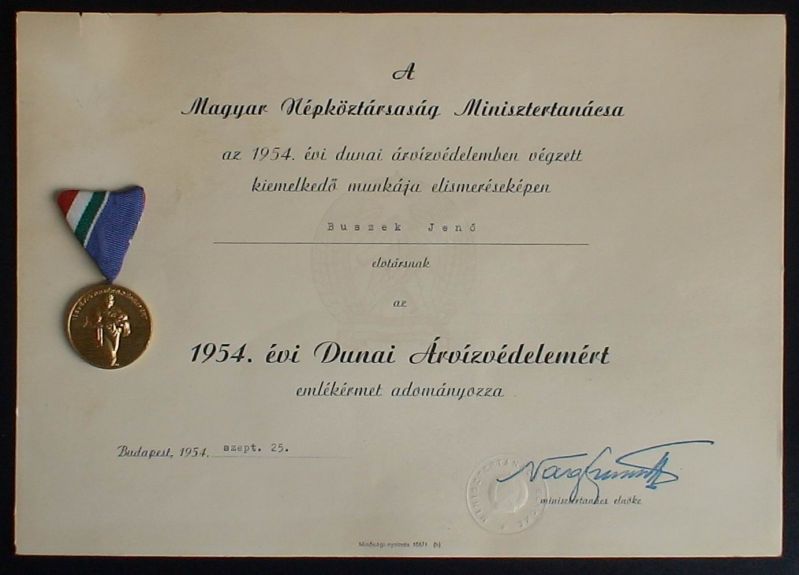 A
Magyar Népköztársaság Minisztertanácsa
az 1954. évi dunai árvízvédelemben végzett
kiemelkedő munkája elismeréseképen
Buszek Jenő
elvtársnak
az
1954. évi Dunai Árvízvédelemért
emlékérmet adományozza
Budapest, 1954. szept. 25.
minisztertanács elnöke